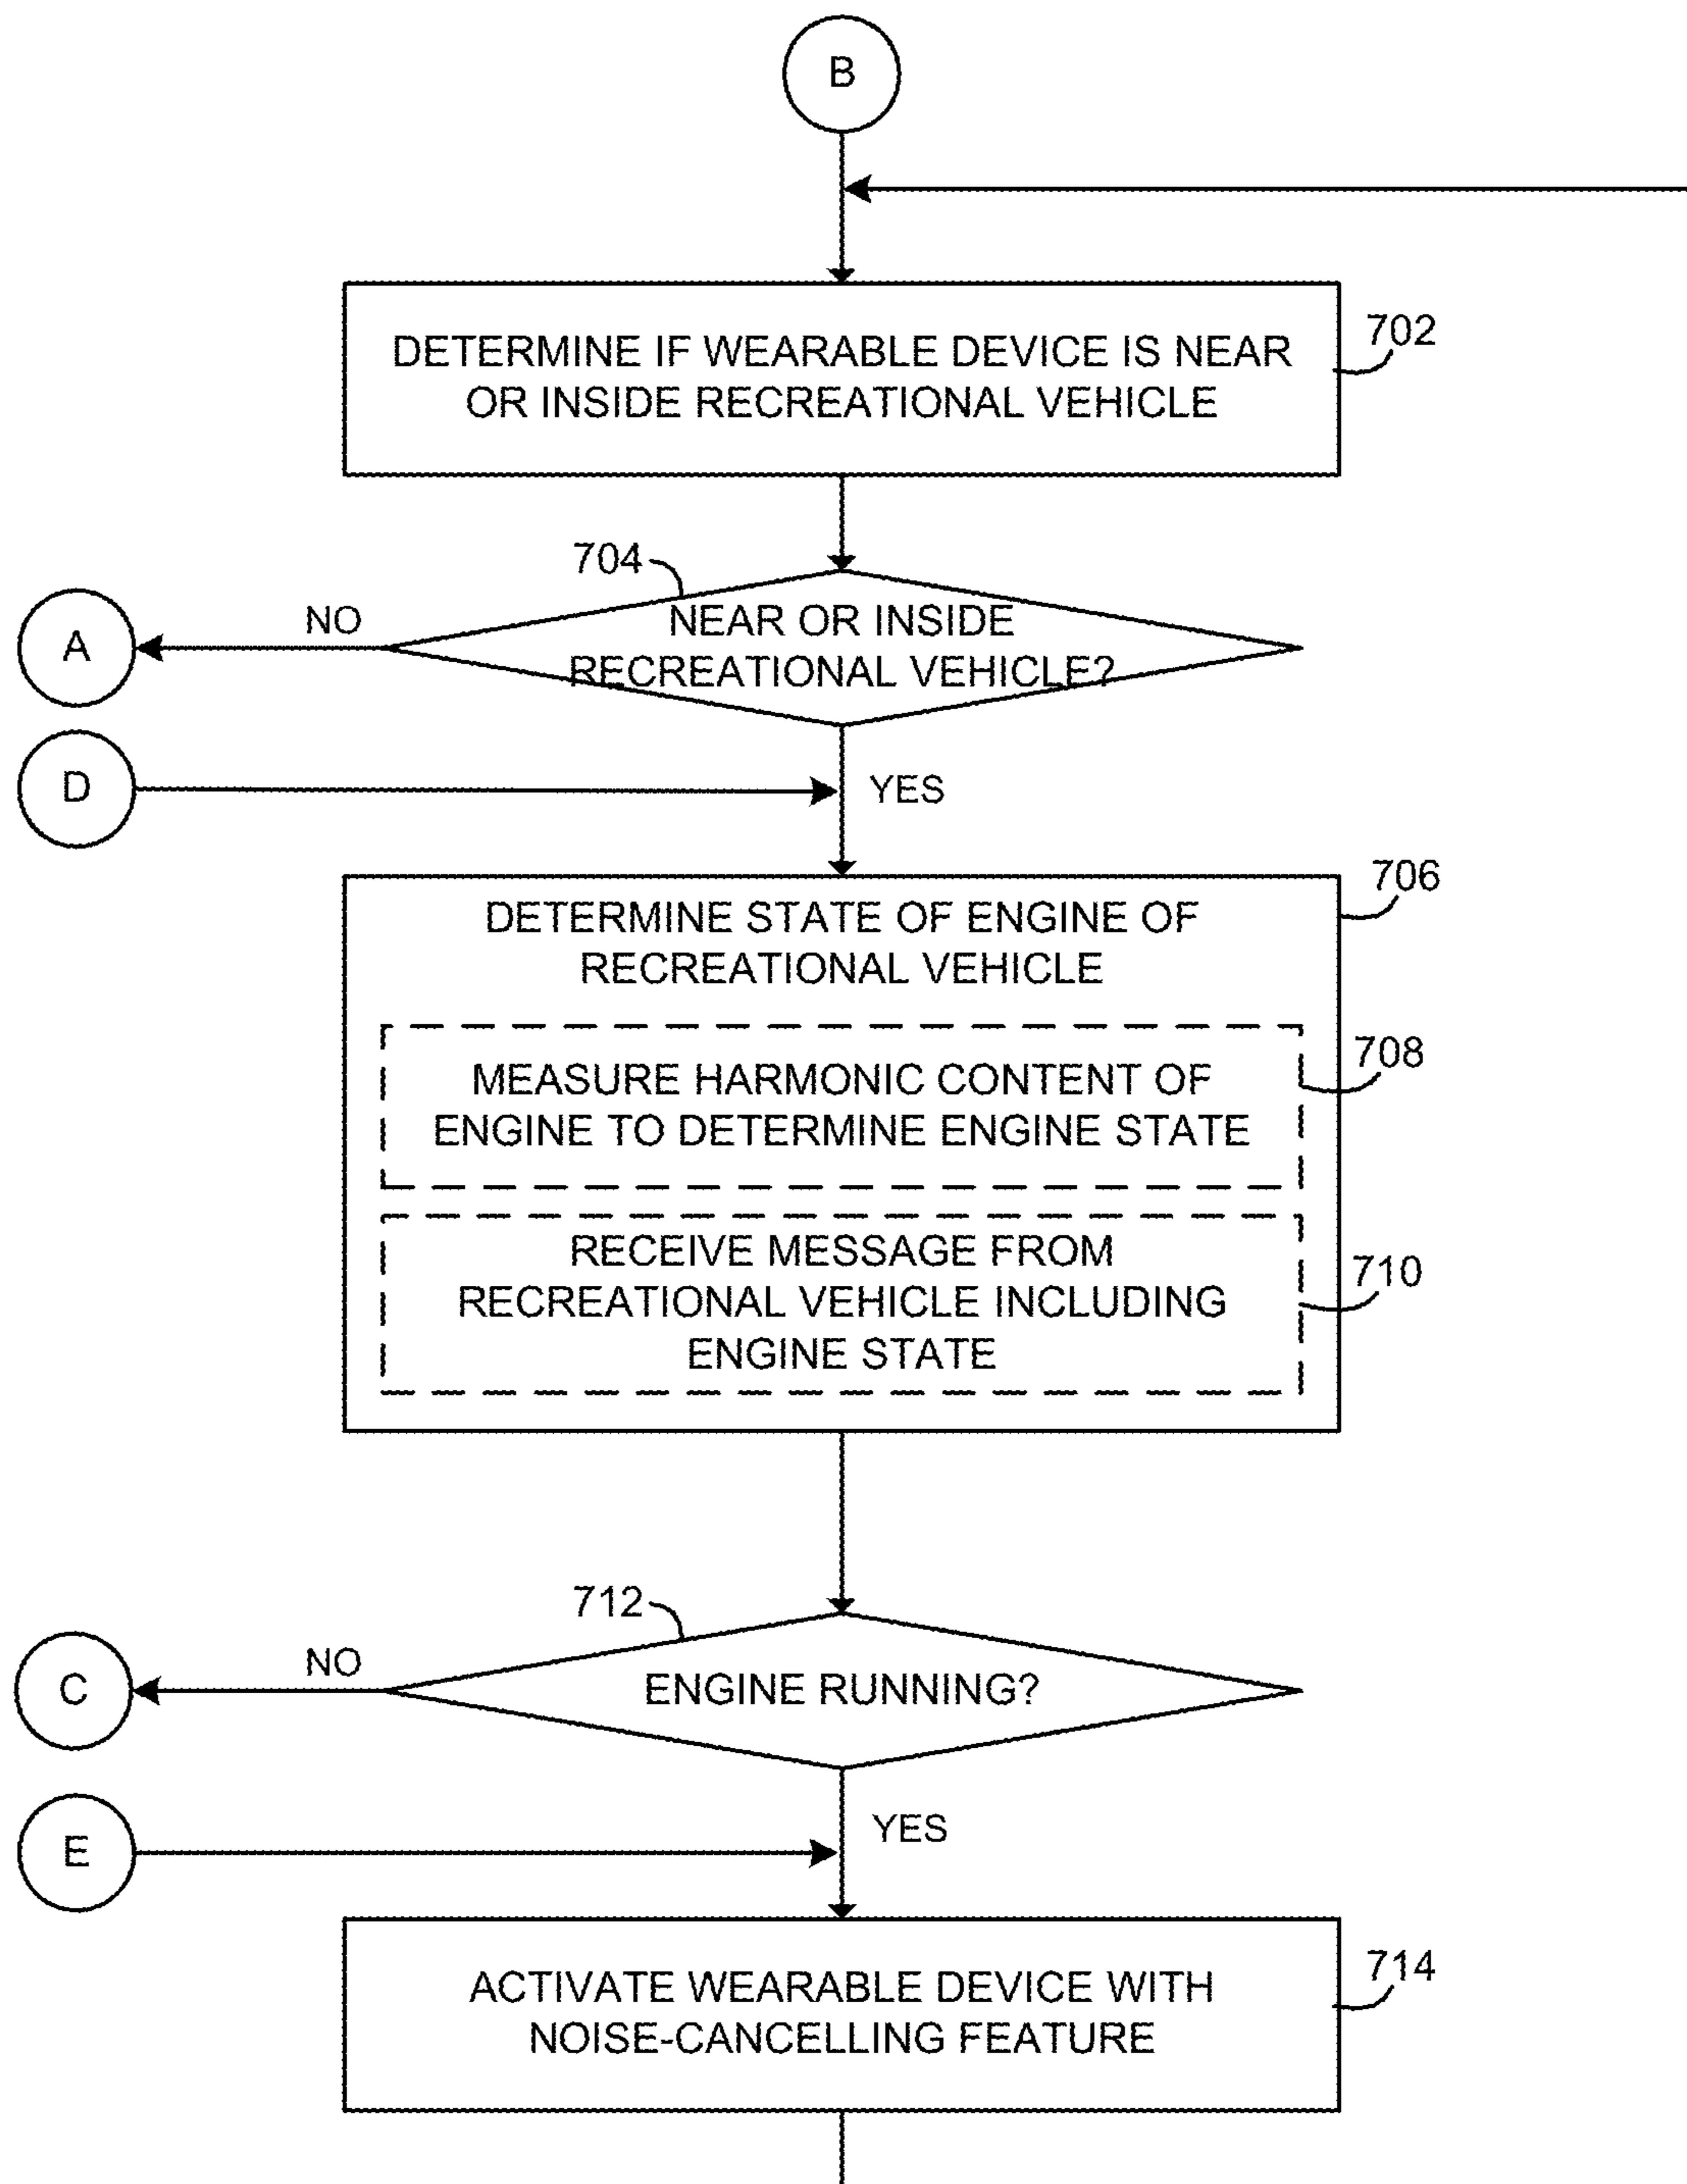 B
DETERMINE IF WEARABLE DEVICE IS NEAR
OR INSIDE RECREATIONAL VEHICLE
702
704
NEAR OR INSIDE
RECREATIONAL VEHICLE?
NO
A
D
YES
706
DETERMINE STATE OF ENGINE OF
RECREATIONAL VEHICLE
708
MEASURE HARMONIC CONTENT OF
ENGINE TO DETERMINE ENGINE STATE
RECEIVE MESSAGE FROM
RECREATIONAL VEHICLE INCLUDING
ENGINE STATE
710
712
NO
C
ENGINE RUNNING?
YES
E
ACTIVATE WEARABLE DEVICE WITH
NOISE-CANCELLING FEATURE
714